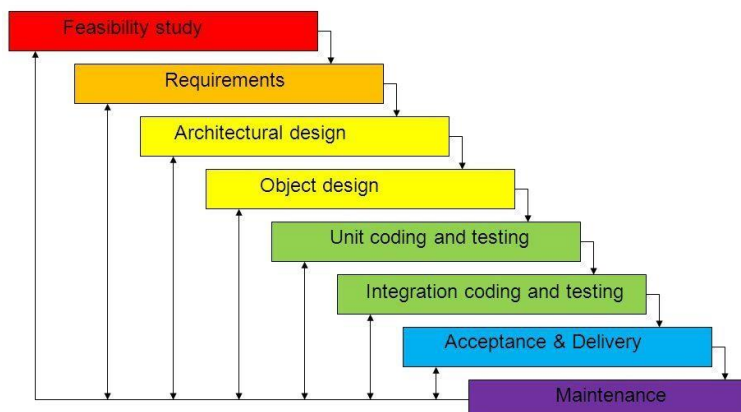 Feasibility study
Requirements
Architectural design
Object design
Unit coding and testing
Integration coding and testing
Acceptance & Delivery
Maintenance